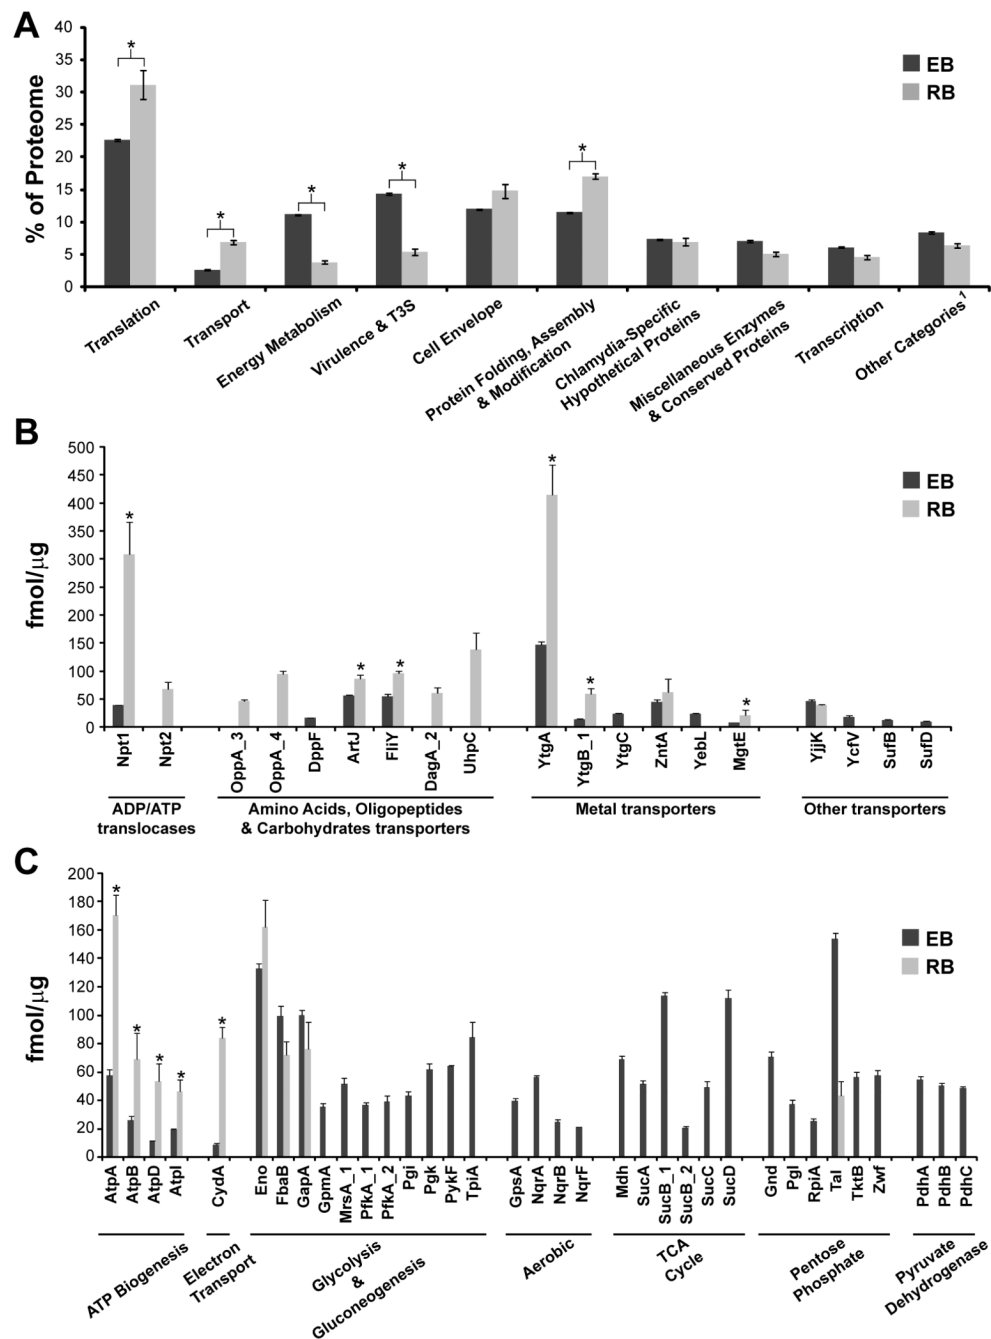 A
% of Proteome
40
35
30
25
20
15
10
5
0
*
*
*
*
*
EB
RB
Translation
Transport
Energy Metabolism
Virulence & T3S
Cell Envelope
Protein Folding, Assembly
& Modification
Chlamydia-Specific
Hypothetical Proteins
Miscellaneous Enzymes
& Conserved Proteins
Transcription
Other Categories¹
B
fmol/µg
500
450
400
350
300
250
200
150
100
50
0
*
*
*
*
*
*
EB
RB
Npt1
Npt2
OppA_3
OppA_4
DppF
ArtJ
FliY
DagA_2
UhpC
YtgA
YtgB_1
YtgC
ZntA
YebL
MgtE
YjjK
YcfV
SufB
SufD
ADP/ATP
translocases
Amino Acids, Oligopeptides
& Carbohydrates transporters
Metal transporters
Other transporters
C
fmol/µg
200
180
160
140
120
100
80
60
40
20
0
*
*
*
*
*
EB
RB
AtpA
AtpB
AtpD
AtpI
CydA
Eno
FbaB
GapA
GpmA
MrsA_1
PfkA_1
PfkA_2
Pgi
Pgk
PykF
TpiA
GpsA
NqrA
NqrB
NqrF
Mdh
SucA
SucB_1
SucB_2
SucC
SucD
Gnd
Pgl
RpiA
Tal
TktB
Zwf
PdhA
PdhB
PdhC
ATP Biogenesis
Electron
Transport
Glycolysis
&
Gluconeogenesis
Aerobic
TCA
Cycle
Pentose
Phosphate
Pyruvate
Dehydrogenase